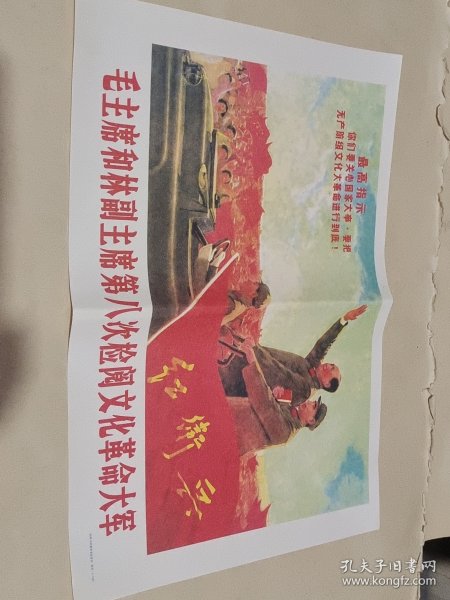 最高指示
你们要关心国家大事，要把
无产阶级文化大革命进行到底！
红卫兵
毛主席和林副主席第八次检阅文化革命大军
孔夫子旧书网
www.kongfz.com